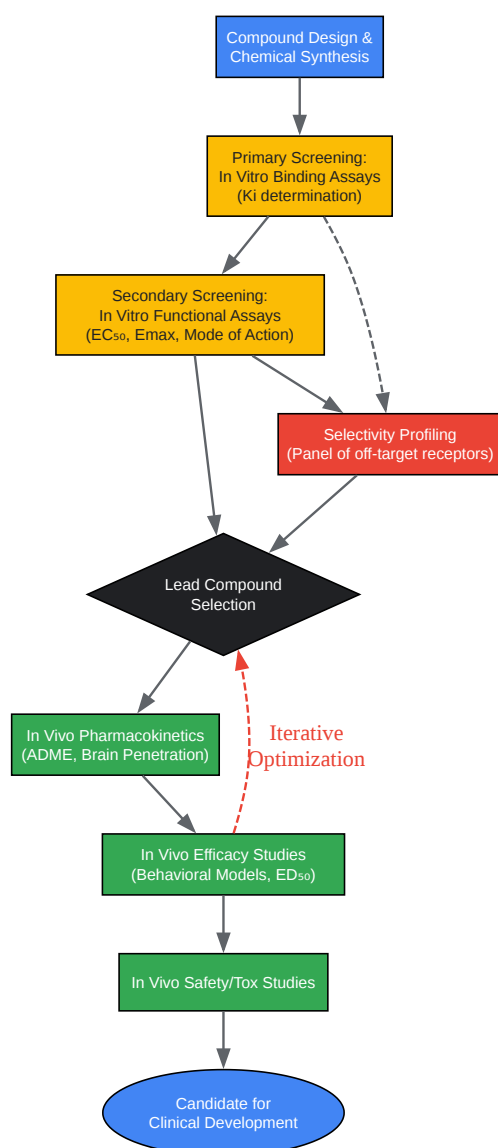 Compound Design &
Chemical Synthesis
Primary Screening:
In Vitro Binding Assays
(Ki determination)
Secondary Screening:
In Vitro Functional Assays
(EC₅₀, Emax, Mode of Action)
Selectivity Profiling
(Panel of off-target receptors)
Lead Compound
Selection
In Vivo Pharmacokinetics
(ADME, Brain Penetration)
Iterative
Optimization
In Vivo Efficacy Studies
(Behavioral Models, ED₅₀)
In Vivo Safety/Tox Studies
Candidate for
Clinical Development